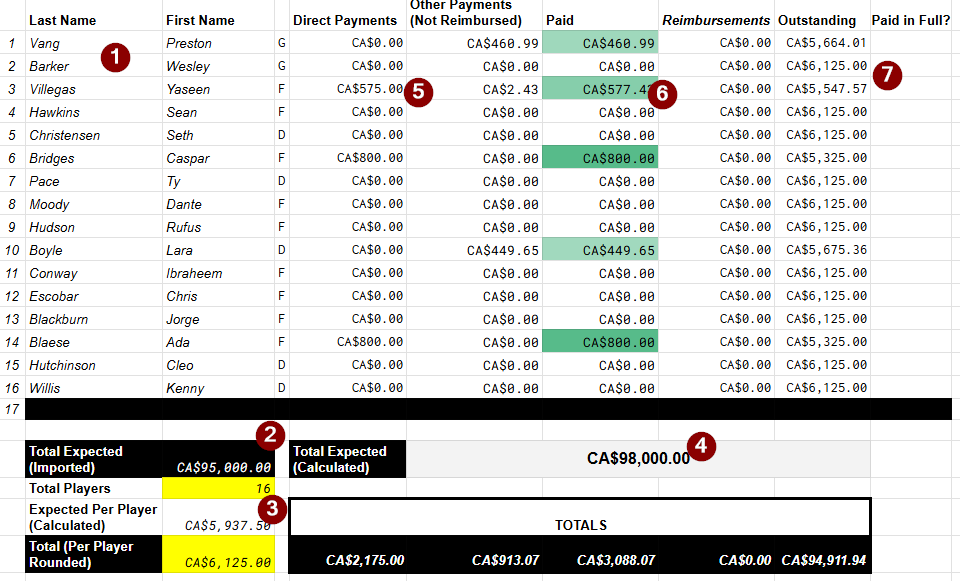 Other Payments
Last Name First Name Direct Payments (Not Reimbursed) Paid Reimbursements Outstanding Paid in Full?
1 Vang Preston G CA$0.00 CA$460.99 CA$460.99 CA$0.00 CA$5,664.01
1
2 Barker Wesley G CA$0.00 CA$0.00 CA$0.00 CA$0.00 CA$6,125.00
7
3 Villegas Yaseen F CA$575.00 5 CA$2.43 CA$577.43 6 CA$0.00 CA$5,547.57
4 Hawkins Sean F CA$0.00 CA$0.00 CA$0.00 CA$0.00 CA$6,125.00
5 Christensen Seth D CA$0.00 CA$0.00 CA$0.00 CA$0.00 CA$6,125.00
6 Bridges Caspar F CA$800.00 CA$0.00 CA$800.00 CA$0.00 CA$5,325.00
7 Pace Ty D CA$0.00 CA$0.00 CA$0.00 CA$0.00 CA$6,125.00
8 Moody Dante F CA$0.00 CA$0.00 CA$0.00 CA$0.00 CA$6,125.00
9 Hudson Rufus F CA$0.00 CA$0.00 CA$0.00 CA$0.00 CA$6,125.00
10 Boyle Lara D CA$0.00 CA$449.65 CA$449.65 CA$0.00 CA$5,675.36
11 Conway Ibraheem F CA$0.00 CA$0.00 CA$0.00 CA$0.00 CA$6,125.00
12 Escobar Chris F CA$0.00 CA$0.00 CA$0.00 CA$0.00 CA$6,125.00
13 Blackburn Jorge F CA$0.00 CA$0.00 CA$0.00 CA$0.00 CA$6,125.00
14 Blaese Ada F CA$800.00 CA$0.00 CA$800.00 CA$0.00 CA$5,325.00
15 Hutchinson Cleo D CA$0.00 CA$0.00 CA$0.00 CA$0.00 CA$6,125.00
16 Willis Kenny D CA$0.00 CA$0.00 CA$0.00 CA$0.00 CA$6,125.00
17
2
Total Expected
(Imported) CA$95,000.00
Total Expected
(Calculated) CA$98,000.00 4
Total Players 16
Expected Per Player 3
(Calculated) CA$5,937.50
TOTALS
Total (Per Player
Rounded) CA$6,125.00
CA$2,175.00 CA$913.07 CA$3,088.07 CA$0.00 CA$94,911.94